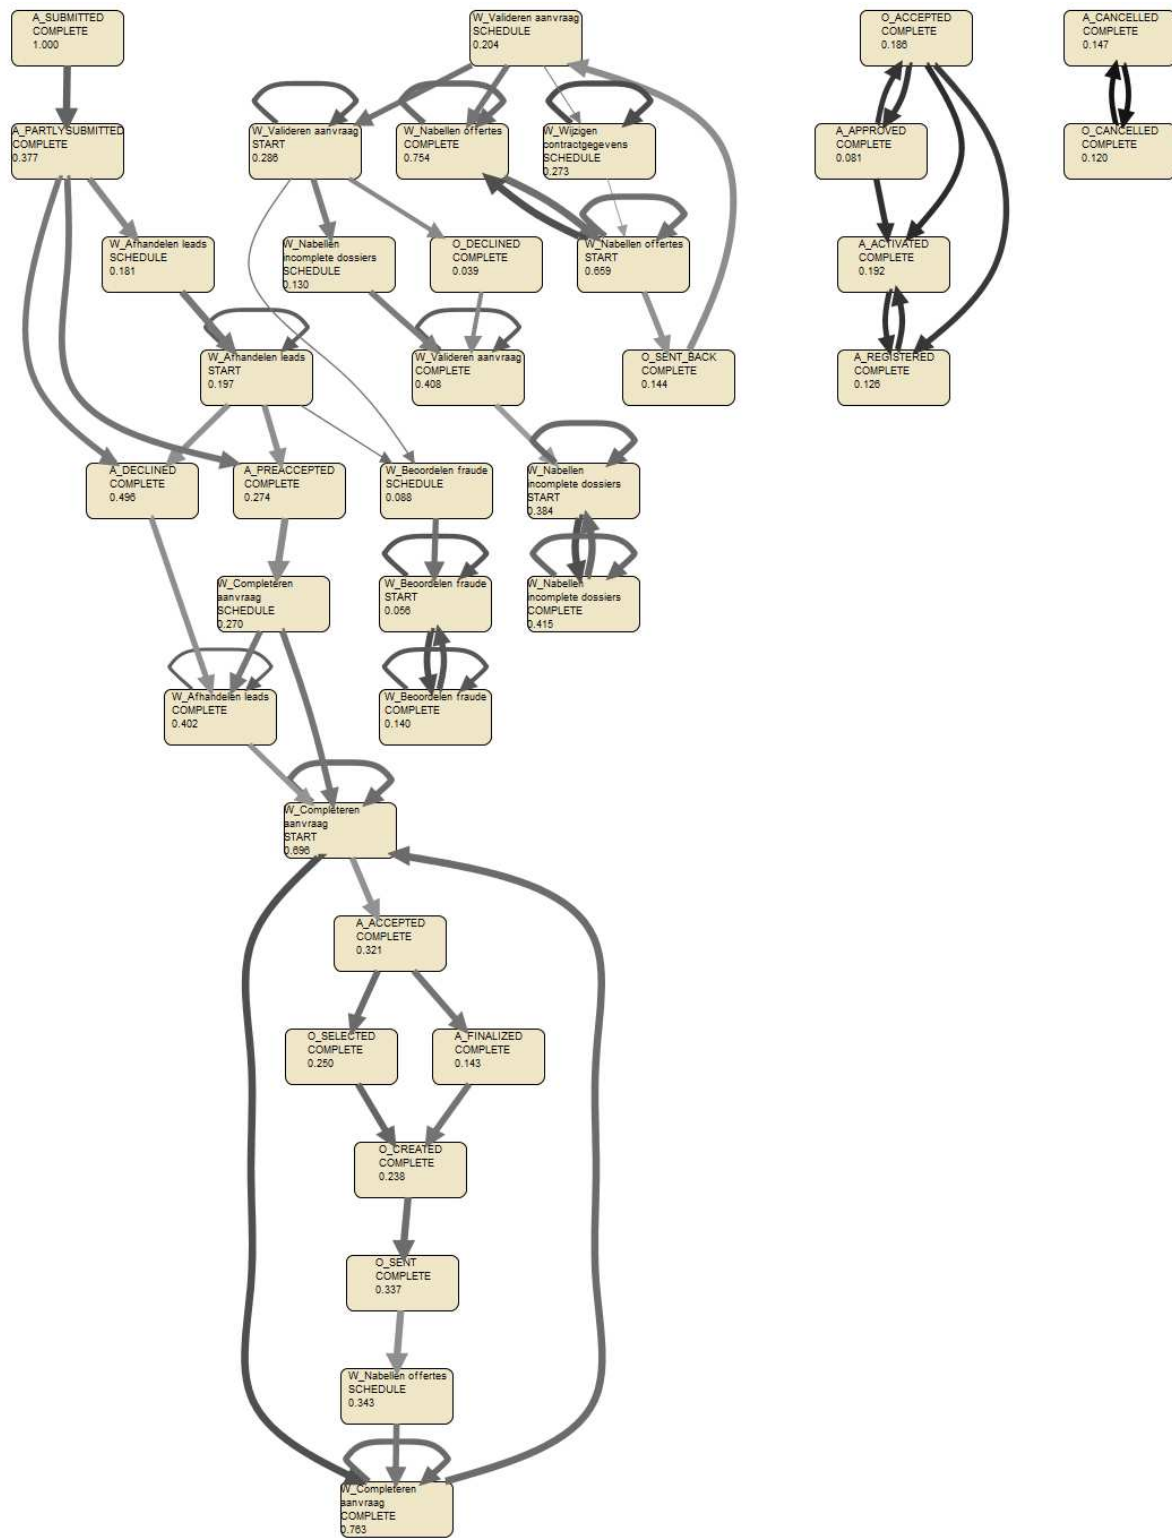 A_SUBMITTED
COMPLETE
1.000
W_Valideren aanvraag
SCHEDULE
0.204
O_ACCEPTED
COMPLETE
0.186
A_CANCELLED
COMPLETE
0.147
A_PARTLYSUBMITTED
COMPLETE
0.377
W_Valideren aanvraag
START
0.286
W_Nabellen offertes
COMPLETE
0.754
W_Wijzigen
contractgegevens
SCHEDULE
0.273
A_APPROVED
COMPLETE
0.081
O_CANCELLED
COMPLETE
0.120
W_Afhandelen leads
SCHEDULE
0.181
W_Nabellen
incomplete dossiers
SCHEDULE
0.130
O_DECLINED
COMPLETE
0.039
W_Nabellen offertes
START
0.659
A_ACTIVATED
COMPLETE
0.192
W_Afhandelen leads
START
0.197
W_Valideren aanvraag
COMPLETE
0.408
O_SENT_BACK
COMPLETE
0.144
A_REGISTERED
COMPLETE
0.126
A_DECLINED
COMPLETE
0.496
A_PREACCEPTED
COMPLETE
0.274
W_Beoordelen fraude
SCHEDULE
0.088
W_Nabellen
incomplete dossiers
START
0.384
W_Completeren
aanvraag
SCHEDULE
0.270
W_Beoordelen fraude
START
0.056
W_Nabellen
incomplete dossiers
COMPLETE
0.415
W_Afhandelen leads
COMPLETE
0.402
W_Beoordelen fraude
COMPLETE
0.140
W_Completeren
aanvraag
START
0.696
A_ACCEPTED
COMPLETE
0.321
O_SELECTED
COMPLETE
0.250
A_FINALIZED
COMPLETE
0.143
O_CREATED
COMPLETE
0.238
O_SENT
COMPLETE
0.337
W_Nabellen offertes
SCHEDULE
0.343
W_Completeren
aanvraag
COMPLETE
0.763